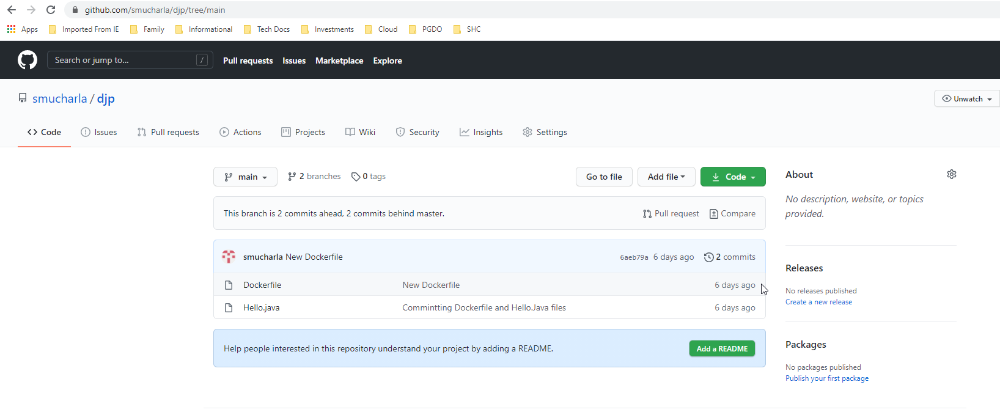 github.com/smucharla/djp/tree/main
Apps Imported From IE Family Informational Tech Docs Investments Cloud PGDO SHC
Search or jump to... / Pull requests Issues Marketplace Explore
smucharla / djp Unwatch
Code Issues Pull requests Actions Projects Wiki Security Insights Settings
main 2 branches 0 tags Go to file Add file Code
This branch is 2 commits ahead, 2 commits behind master. Pull request Compare
smucharla New Dockerfile 6aeb79a 6 days ago 2 commits
Dockerfile New Dockerfile 6 days ago
Hello.java Commintting Dockerfile and Hello.Java files 6 days ago
Help people interested in this repository understand your project by adding a README. Add a README
About
No description, website, or topics
provided.
Releases
No releases published
Create a new release
Packages
No packages published
Publish your first package